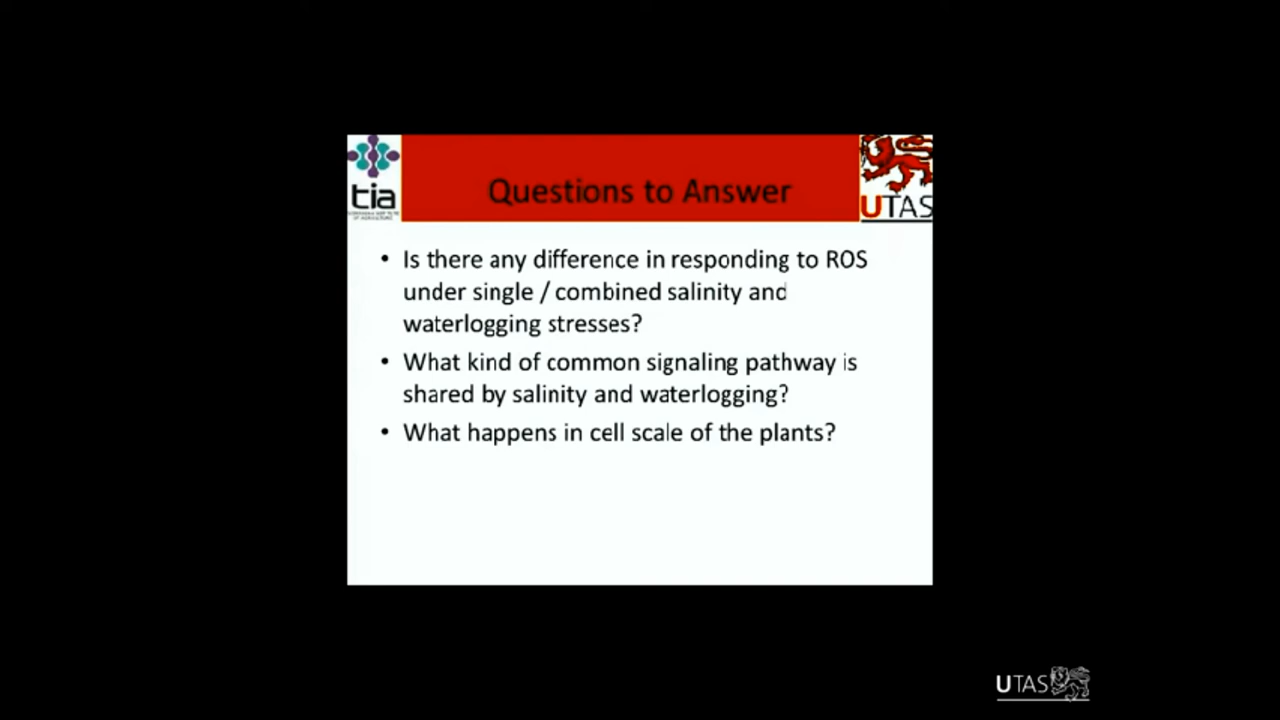 tia
Questions to Answer
UTAS
• Is there any difference in responding to ROS
under single / combined salinity and
waterlogging stresses?
• What kind of common signaling pathway is
shared by salinity and waterlogging?
• What happens in cell scale of the plants?
UTAS